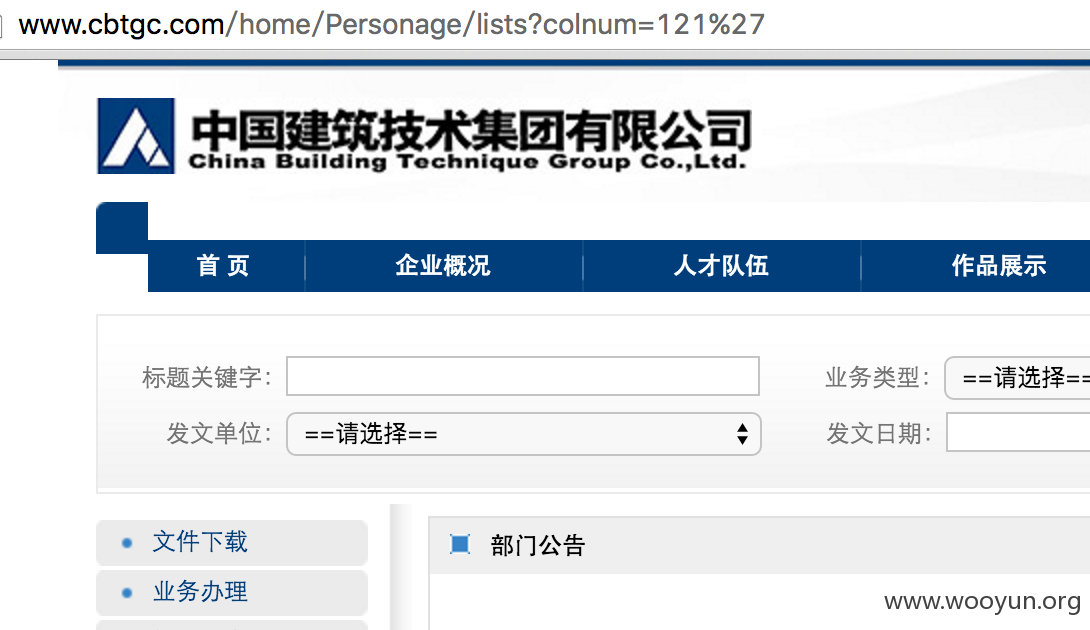 www.cbtgc.com/home/Personage/lists?colnum=121%27
中国建筑技术集团有限公司
China Building Technique Group Co.,Ltd.
首 页 企业概况 人才队伍 作品展示
标题关键字： 业务类型： ==请选择==
发文单位： ==请选择== 发文日期：
文件下载
部门公告
业务办理
www.wooyun.org